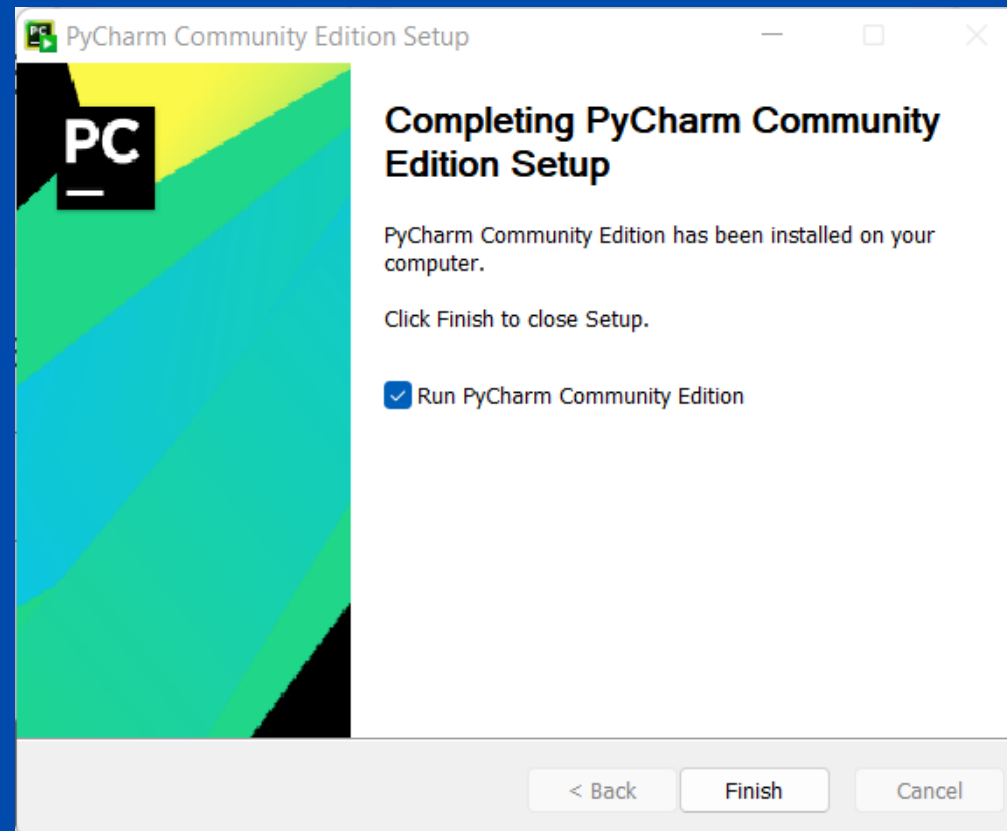 PyCharm Community Edition Setup
PC
Completing PyCharm Community
Edition Setup
PyCharm Community Edition has been installed on your
computer.
Click Finish to close Setup.
Run PyCharm Community Edition
< Back
Finish
Cancel